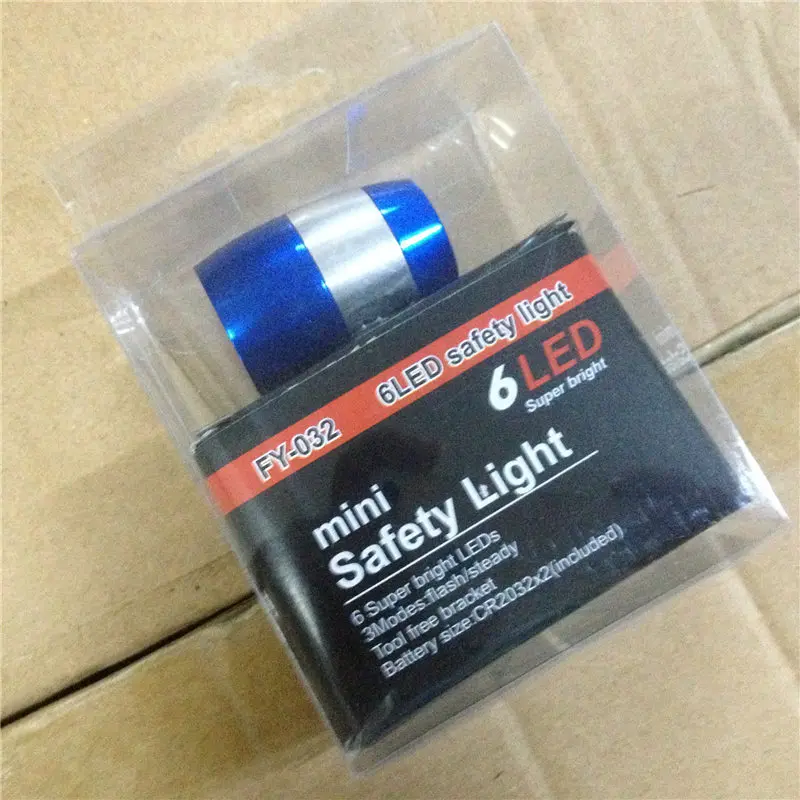 FY-032 6LED safety light
6LED
Super bright
mini
Safety Light
6 Super bright LEDs
3Modes:flash/steady
Tool free bracket
Battery size:CR2032x2(included)